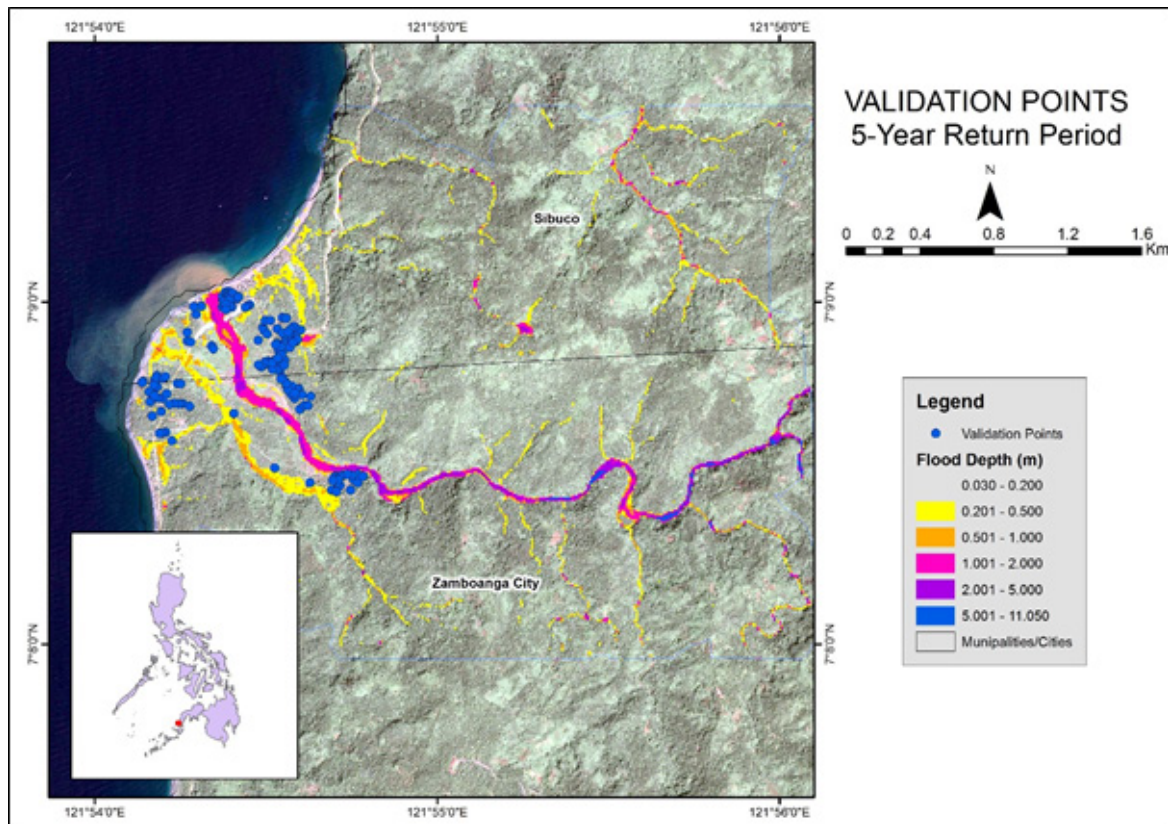 121°54'0"E
121°55'0"E
121°56'0"E
VALIDATION POINTS
5-Year Return Period
N
0 0.2 0.4 0.8 1.2 1.6
Km
Sibuco
7°9'0"N
7°9'0"N
Legend
Validation Points
Flood Depth (m)
0.030 - 0.200
0.201 - 0.500
0.501 - 1.000
1.001 - 2.000
2.001 - 5.000
5.001 - 11.050
Munipalities/Cities
Zamboanga City
7°8'0"N
7°8'0"N
121°54'0"E
121°55'0"E
121°56'0"E